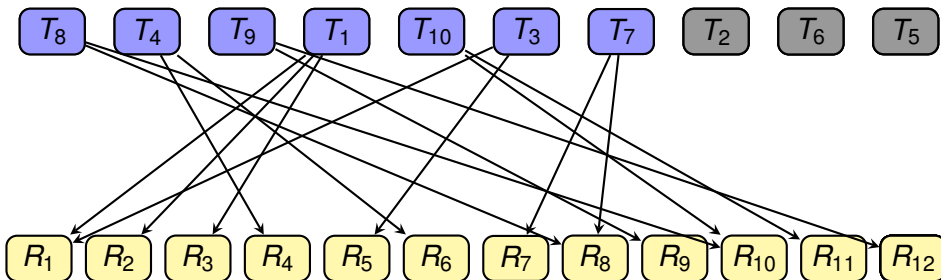 T₈ T₄ T₉ T₁ T₁₀ T₃ T₇ T₂ T₆ T₅
R₁ R₂ R₃ R₄ R₅ R₆ R₇ R₈ R₉ R₁₀ R₁₁ R₁₂